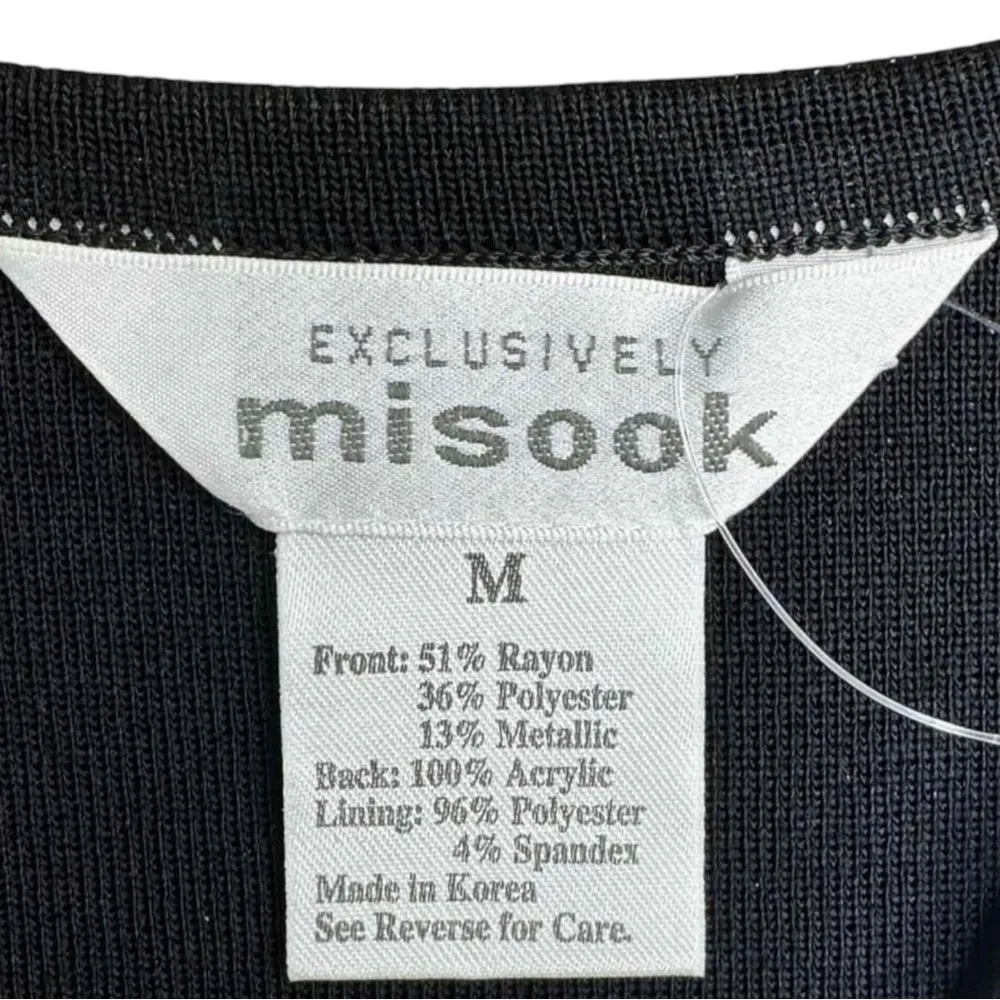 EXCLUSIVELY
misook
M
Front: 51% Rayon
36% Polyester
13% Metallic
Back: 100% Acrylic
Lining: 96% Polyester
4% Spandex
Made in Korea
See Reverse for Care.